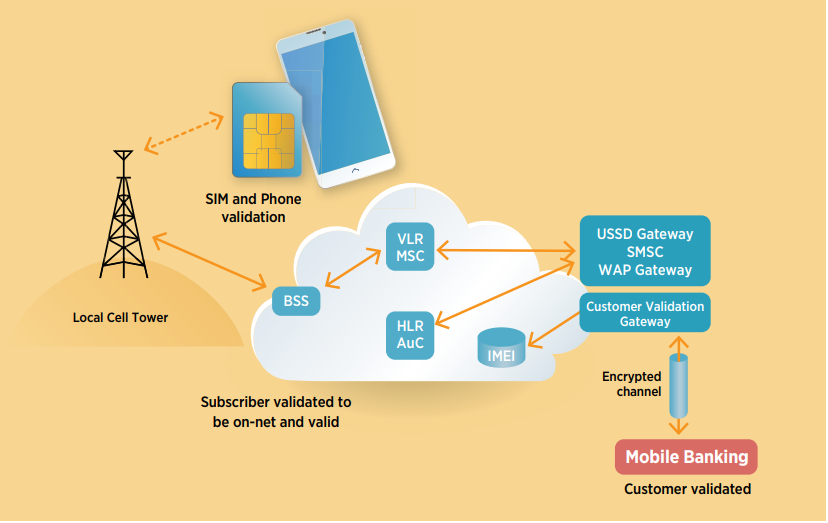 SIM and Phone
validation
Local Cell Tower
BSS
VLR
MSC
HLR
AuC
IMEI
USSD Gateway
SMSC
WAP Gateway
Customer Validation
Gateway
Encrypted
channel
Subscriber validated to
be on-net and valid
Mobile Banking
Customer validated